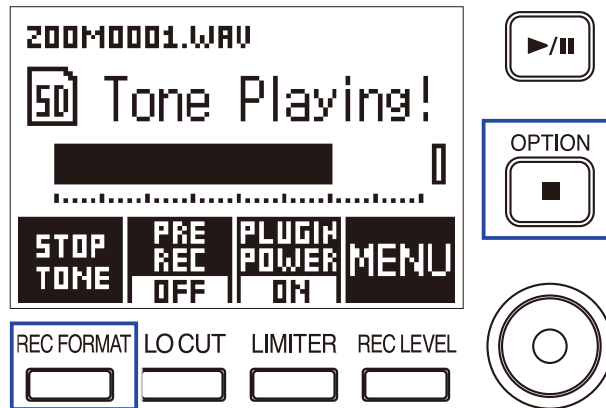 ZOOM0001.WAV
SD Tone Playing!
OPTION
STOP TONE
PRE REC OFF
PLUGIN POWER ON
MENU
REC FORMAT LO CUT LIMITER REC LEVEL